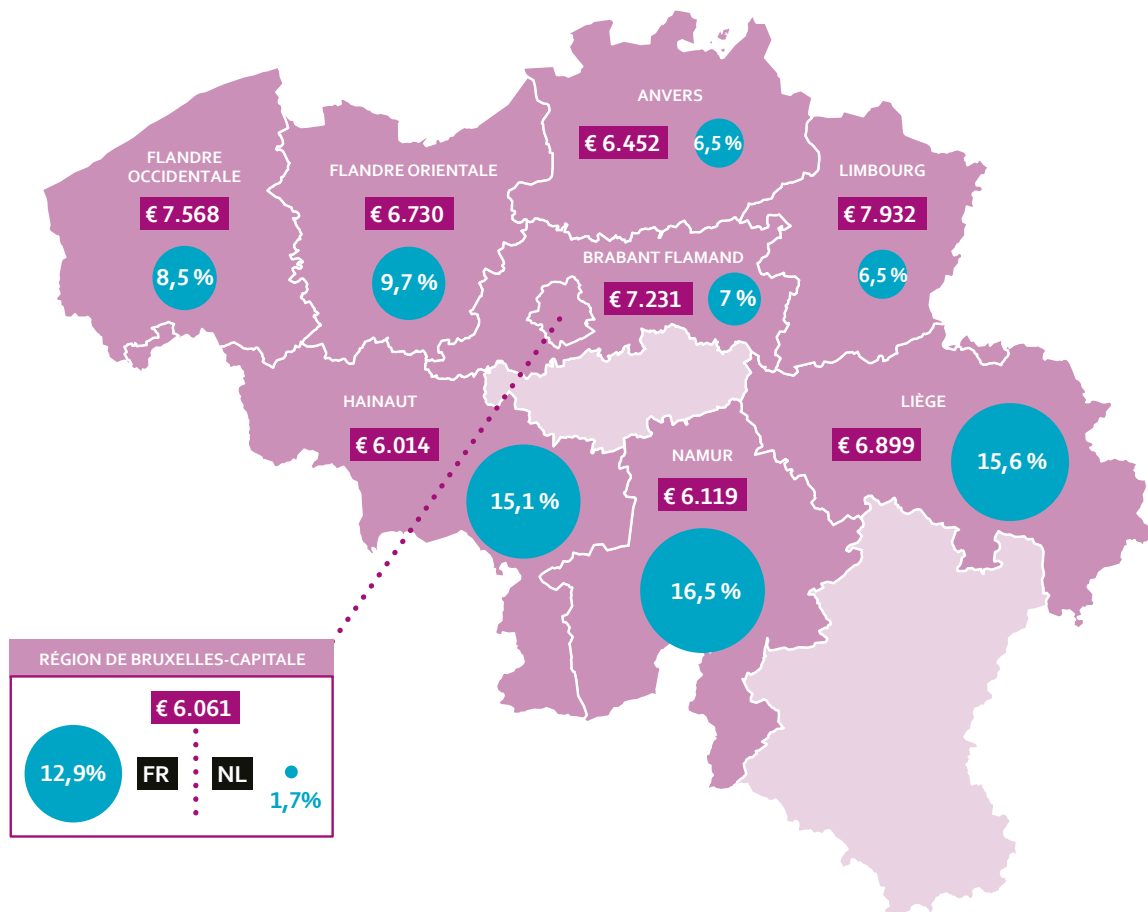 ANVERS
€ 6.452
6,5 %
FLANDRE
OCCIDENTALE
€ 7.568
8,5 %
FLANDRE ORIENTALE
€ 6.730
9,7 %
LIMBOURG
€ 7.932
6,5 %
BRABANT FLAMAND
€ 7.231
7 %
HAINAUT
€ 6.014
15,1 %
NAMUR
€ 6.119
16,5 %
LIÈGE
€ 6.899
15,6 %
RÉGION DE BRUXELLES-CAPITALE
€ 6.061
12,9%
FR
NL
1,7%